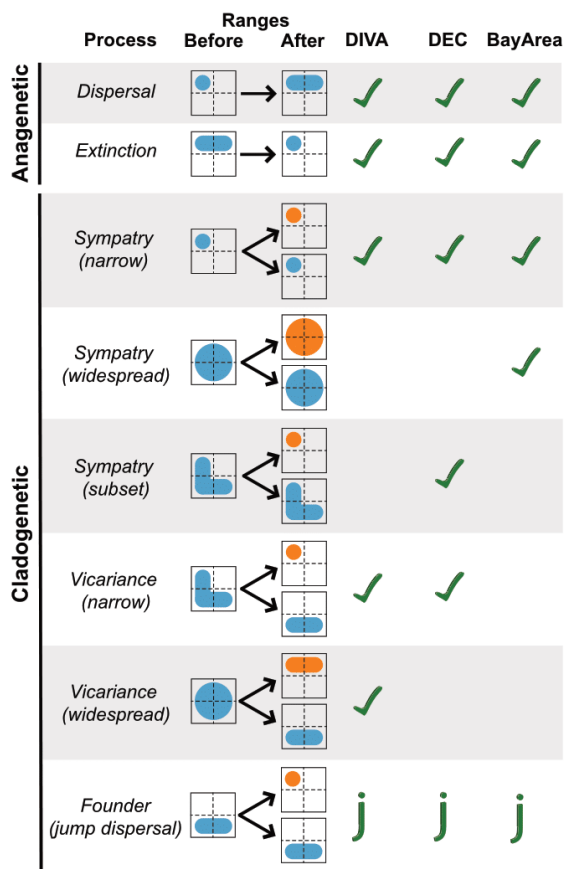 Ranges
Process Before After DIVA DEC BayArea
Anagenetic
Dispersal
Extinction
Cladogenetic
Sympatry
(narrow)
Sympatry
(widespread)
Sympatry
(subset)
Vicariance
(narrow)
Vicariance
(widespread)
Founder
(jump dispersal)
j j j